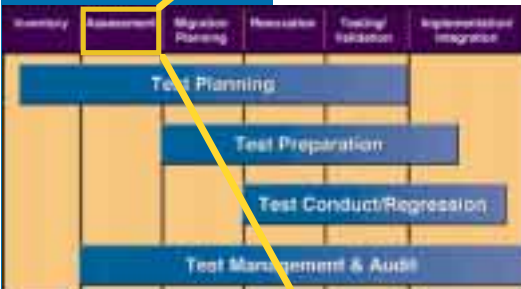 Inventory
Assessment
Migration
Planning
Renovation
Testing/
Validation
Implementation/
Integration
Test Planning
Test Preparation
Test Conduct/Regression
Test Management & Audit